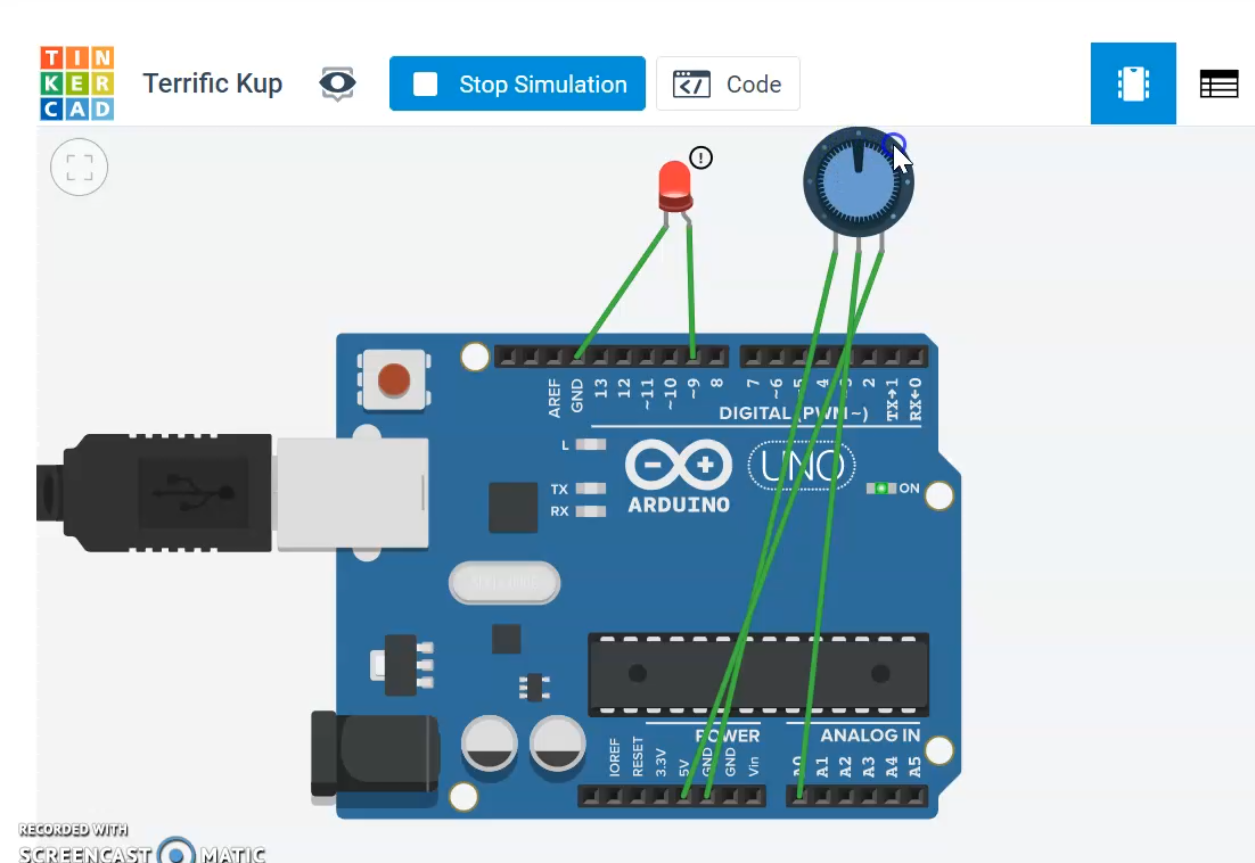 TIN
KER
CAD
Terrific Kup
Stop Simulation
Code
!
AREF
GND
13
12
~11
~10
~9
8
7
~6
5
4
3
2
TX→1
RX←0
DIGITAL (PWM~)
L
TX
RX
UNO
ARDUINO
ON
POWER
ANALOG IN
IOREF
RESET
3.3V
5V
GND
GND
Vin
A0
A1
A2
A3
A4
A5
RECORDED WITH
SCREENCAST MATIC